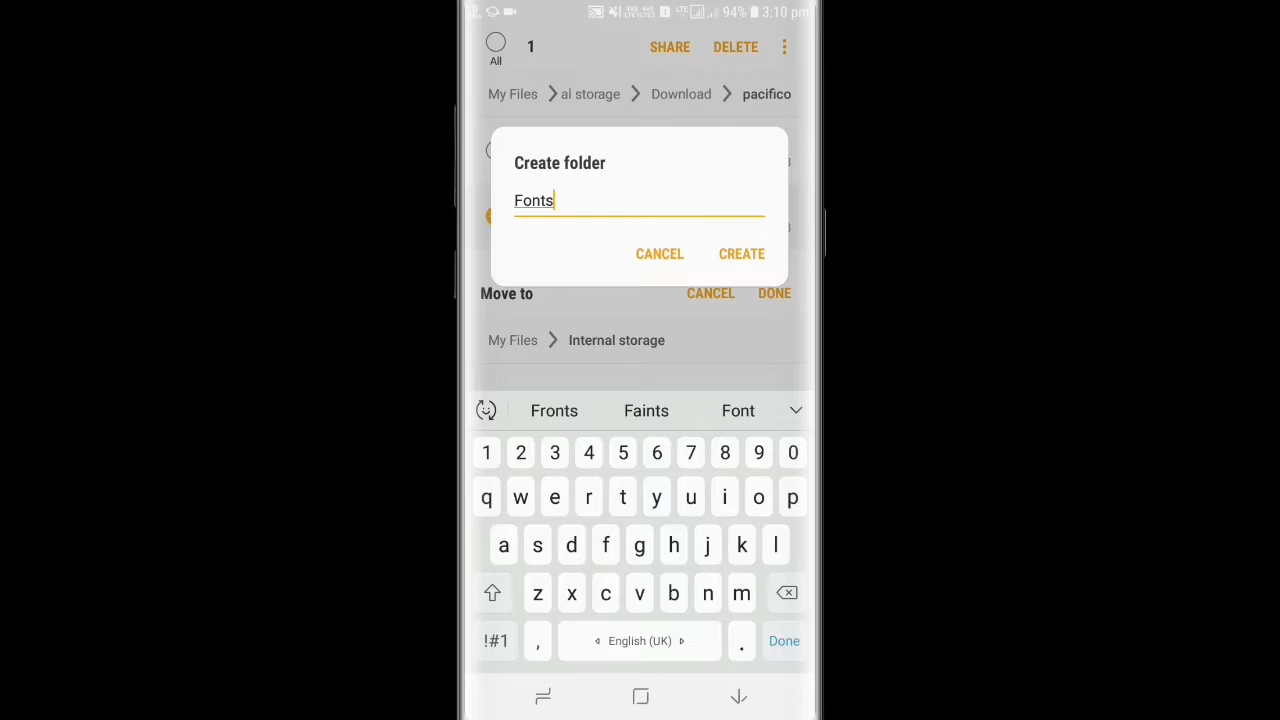 94% 3:10 pm
All
1
SHARE
DELETE
My Files
al storage
Download
pacifico
Create folder
Fonts
CANCEL
CREATE
Move to
CANCEL
DONE
My Files
Internal storage
Fronts
Faints
Font
1 2 3 4 5 6 7 8 9 0
q w e r t y u i o p
a s d f g h j k l
z x c v b n m
!#1 , English (UK) . Done